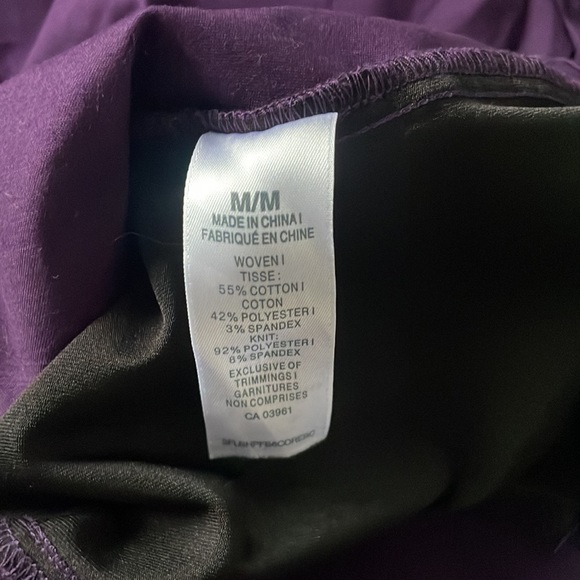 M/M
MADE IN CHINA I
FABRIQUÉ EN CHINE
WOVEN I
TISSE :
55% COTTON I
COTON
42% POLYESTER I
3% SPANDEX
KNIT:
92% POLYESTER I
8% SPANDEX
EXCLUSIVE OF
TRIMMINGS I
GARNITURES
NON COMPRISES
CA 03961